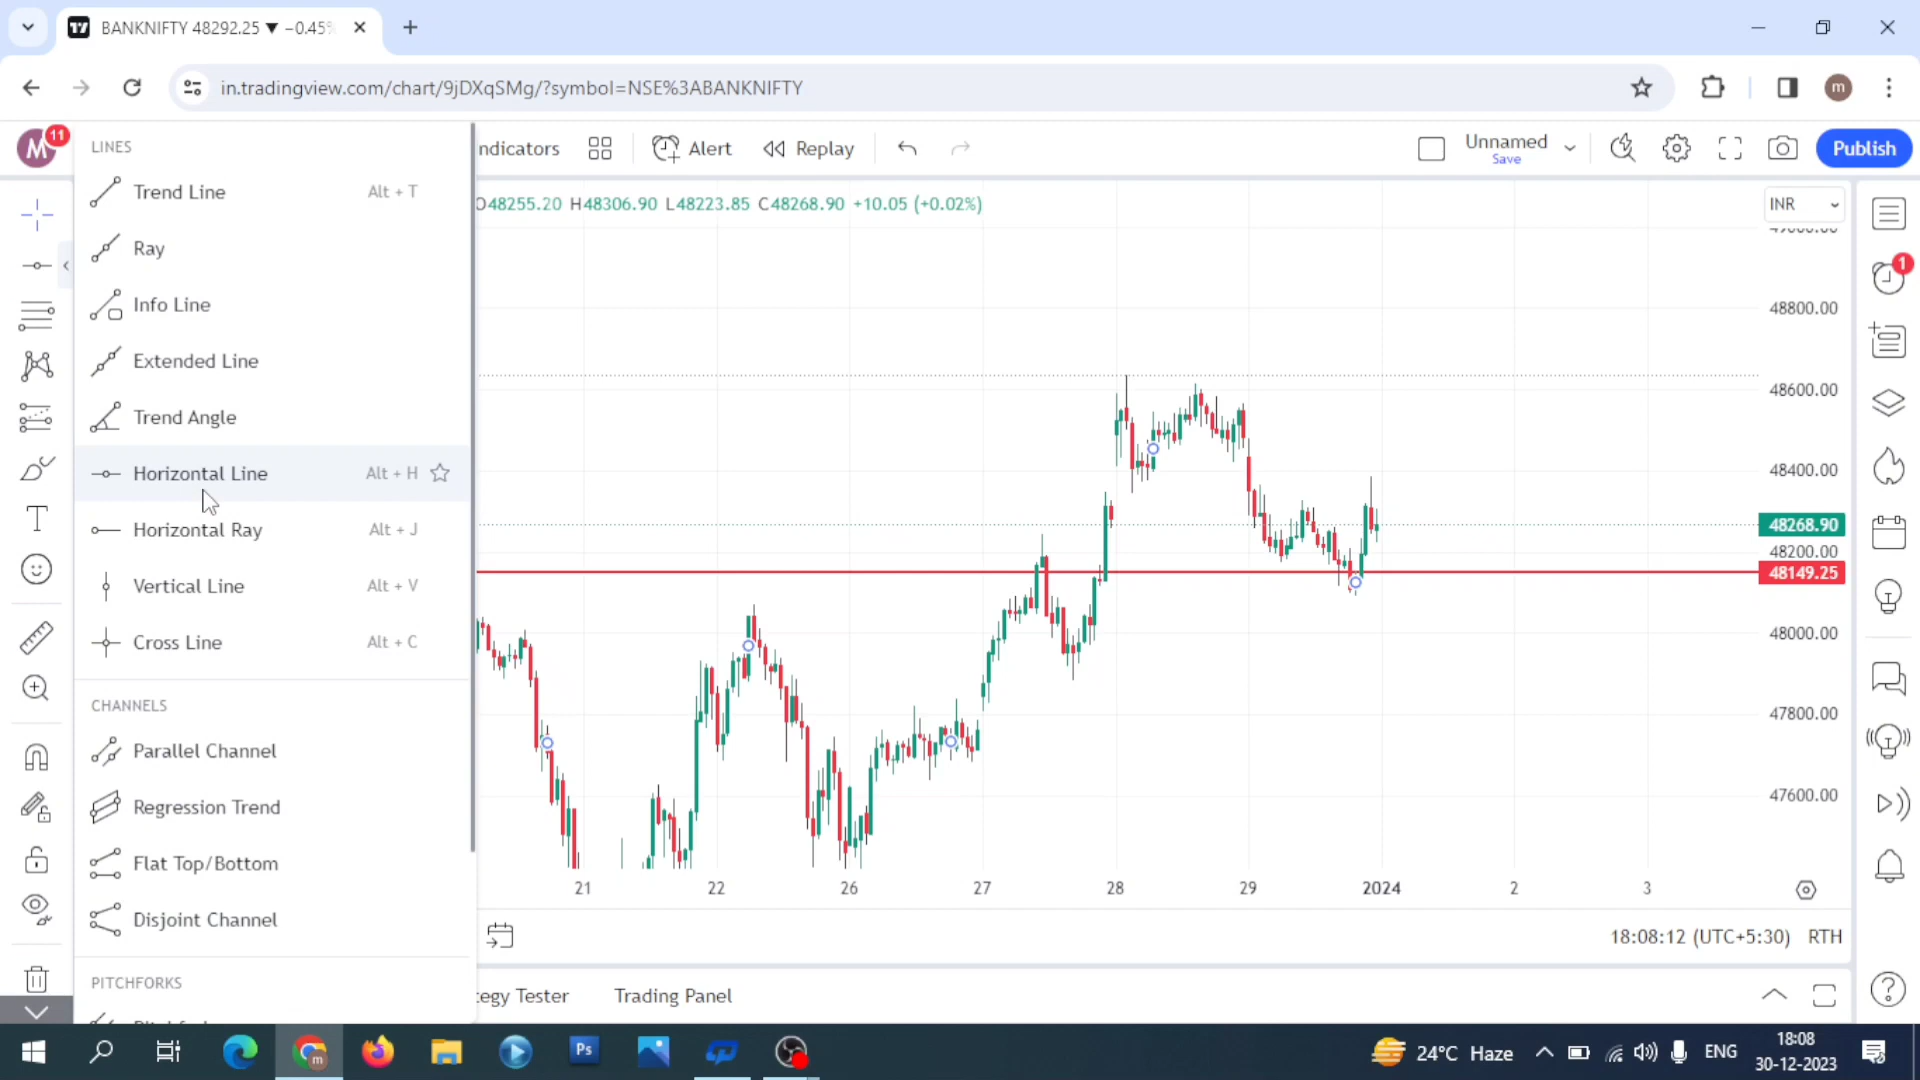 BANKNIFTY 48292.25 ▼ −0.45%
in.tradingview.com/chart/9jDXqSMg/?symbol=NSE%3ABANKNIFTY
m
M
11
LINES
ndicators
Alert
Replay
Unnamed
Save
Publish
Trend Line Alt + T
Ray
Info Line
Extended Line
Trend Angle
Horizontal Line Alt + H
Horizontal Ray Alt + J
Vertical Line Alt + V
Cross Line Alt + C
CHANNELS
Parallel Channel
Regression Trend
Flat Top/Bottom
Disjoint Channel
PITCHFORKS
O48255.20 H48306.90 L48223.85 C48268.90 +10.05 (+0.02%)
INR
1
48800.00
48600.00
48400.00
48268.90
48200.00
48149.25
48000.00
47800.00
47600.00
21 22 26 27 28 29 2024 2 3
18:08:12 (UTC+5:30) RTH
tegy Tester
Trading Panel
m
Ps
24°C Haze
ENG
18:08
30-12-2023